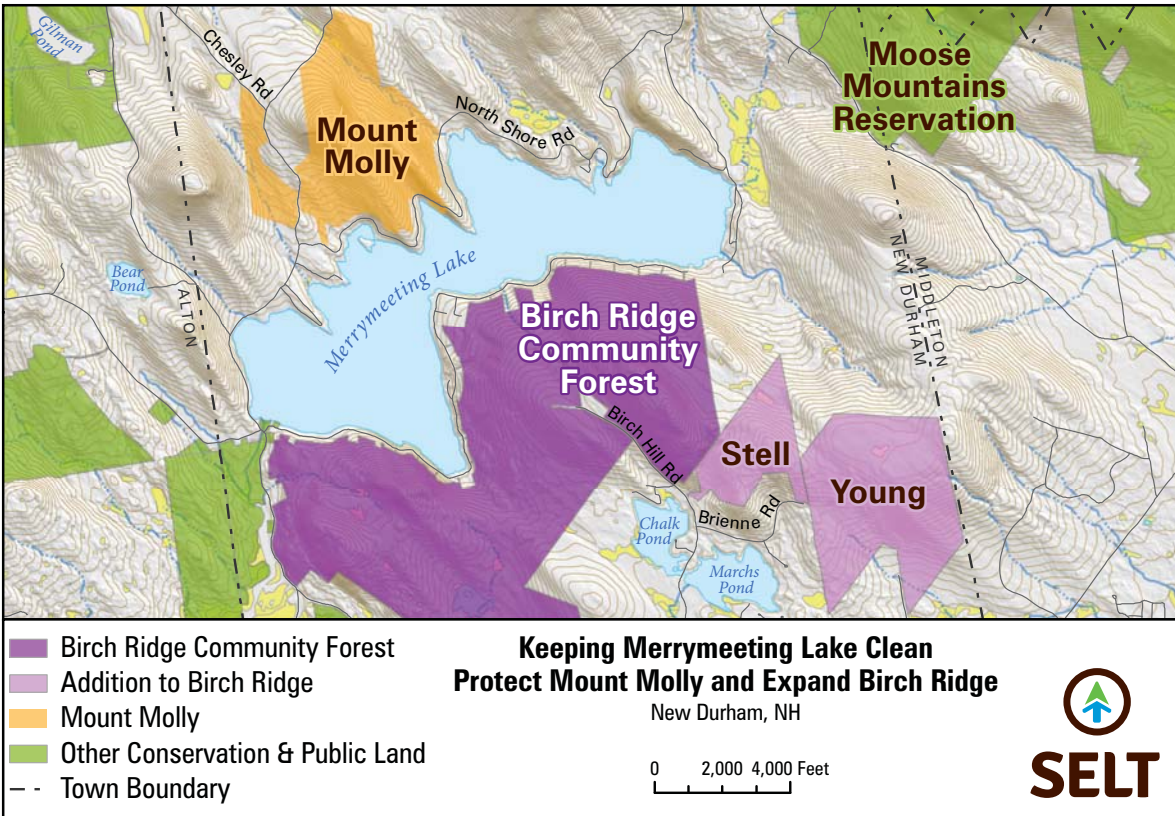 Gilman
Pond
Chesley Rd
Mount
Molly
North Shore Rd
Moose
Mountains
Reservation
Bear
Pond
ALTON
Merrymeeting Lake
NEW DURHAM
MIDDLETON
Birch Ridge
Community
Forest
Birch Hill Rd
Stell
Young
Brienne Rd
Chalk
Pond
Marchs
Pond
Birch Ridge Community Forest
Addition to Birch Ridge
Mount Molly
Other Conservation & Public Land
Town Boundary
Keeping Merrymeeting Lake Clean
Protect Mount Molly and Expand Birch Ridge
New Durham, NH
0 2,000 4,000 Feet
SELT